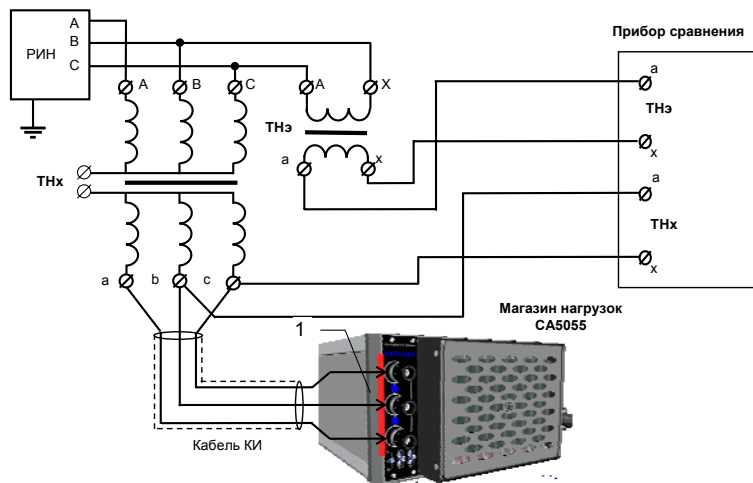 A
B
C
РИН
Прибор сравнения
A
B
C
A
X
a
ТНэ
ТНэ
x
a
x
a
ТНх
ТНх
a
b
c
x
Магазин нагрузок
СА5055
1
Кабель КИ